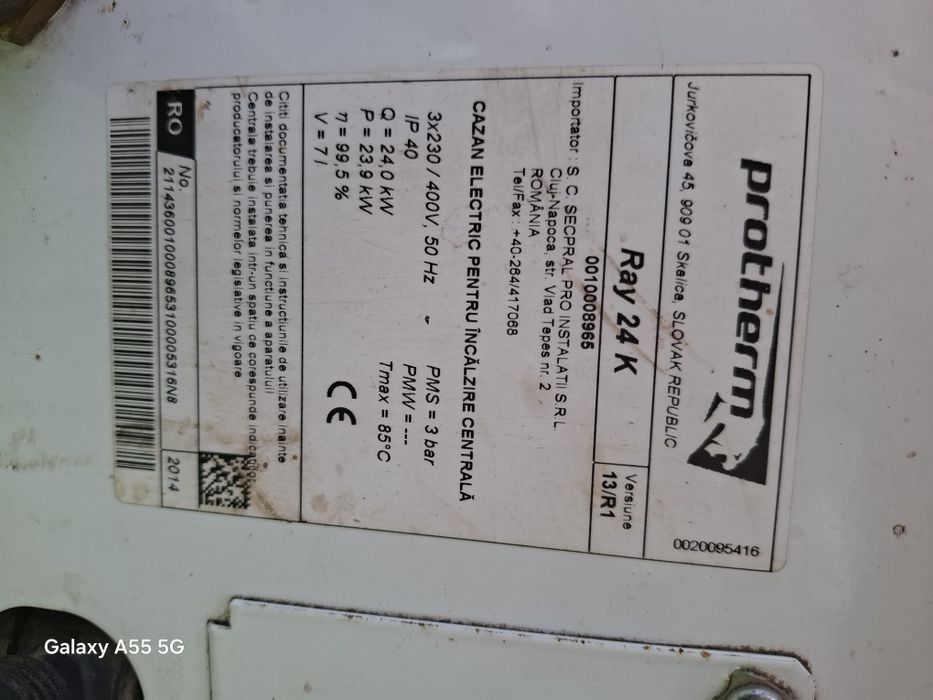 protherm
0020095416
Jurkovičova 45, 909 01 Skalica, SLOVAK REPUBLIC
Ray 24 K
Versiune
13/R1
0010008965
Importator : S. C. SECPRAL PRO INSTALATII S.R.L
Cluj-Napoca, str. Vlad Tepes nr. 2
ROMÂNIA
Tel/Fax : +40-264/417068
CAZAN ELECTRIC PENTRU ÎNCĂLZIRE CENTRALĂ
3x230 / 400V, 50 Hz PMS = 3 bar
IP 40 PMW = ---
Q = 24,0 kW Tmax = 85°C
P = 23,9 kW
η = 99,5 %
V = 7 l
CE
Cititi documentatia tehnica si instructiunile de utilizare inainte
de instalarea si punerea in functiune a aparatului!
Centrala trebuie instalata intr-un spatiu ce corespunde indicatiilor
producatorului si normelor legislative in vigoare.
RO
No.
21143600100089653100005316N8
2014
Galaxy A55 5G